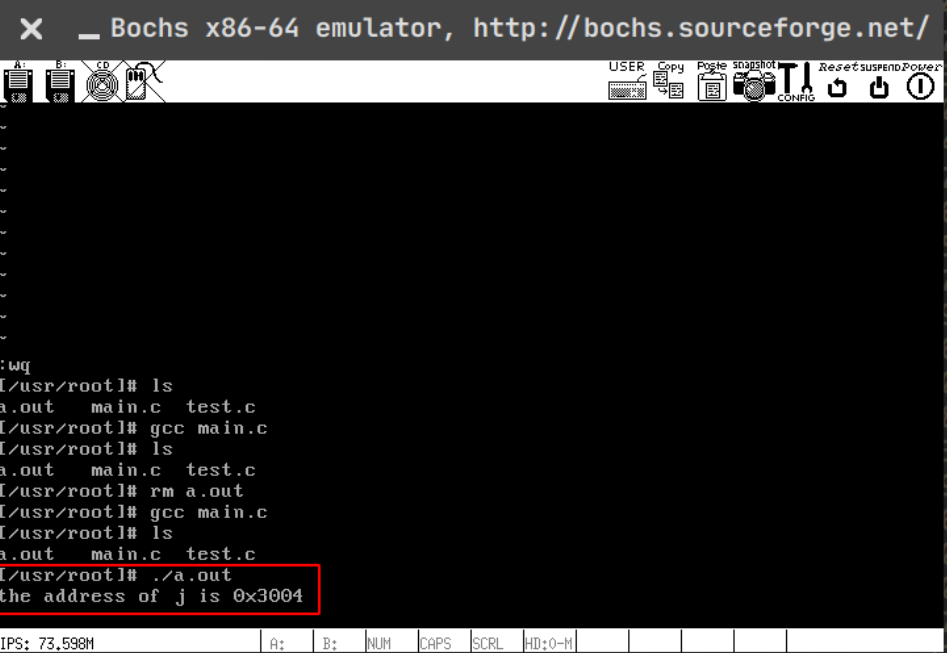 Bochs x86-64 emulator, http://bochs.sourceforge.net/
A: B: CD USER Copy Paste snapshot CONFIG Reset SUSPEND Power
~
~
~
~
~
~
~
~
~
~
~
~
:wq
[/usr/root]# ls
a.out main.c test.c
[/usr/root]# gcc main.c
[/usr/root]# ls
a.out main.c test.c
[/usr/root]# rm a.out
[/usr/root]# gcc main.c
[/usr/root]# ls
a.out main.c test.c
[/usr/root]# ./a.out
the address of j is 0x3004
IPS: 73.598M A: B: NUM CAPS SCRL HD:0-M